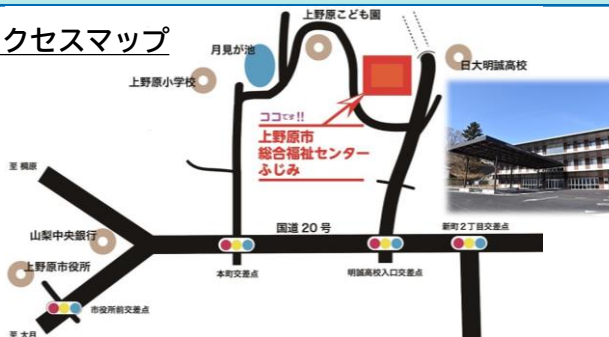 クセスマップ
上野原こども園
月見が池
上野原小学校
日大明誠高校
ココです!!
上野原市
総合福祉センター
ふじみ
至 棡原
国道20号
新町2丁目交差点
山梨中央銀行
上野原市役所
本町交差点
明誠高校入口交差点
市役所前交差点
至 大月